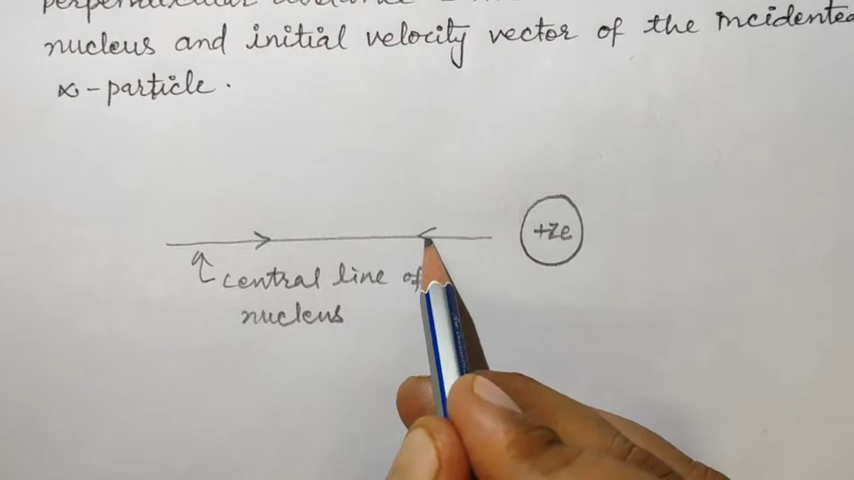 nucleus and initial velocity vector of the incidented
∝-particle.
+ze
central line of
nucleus